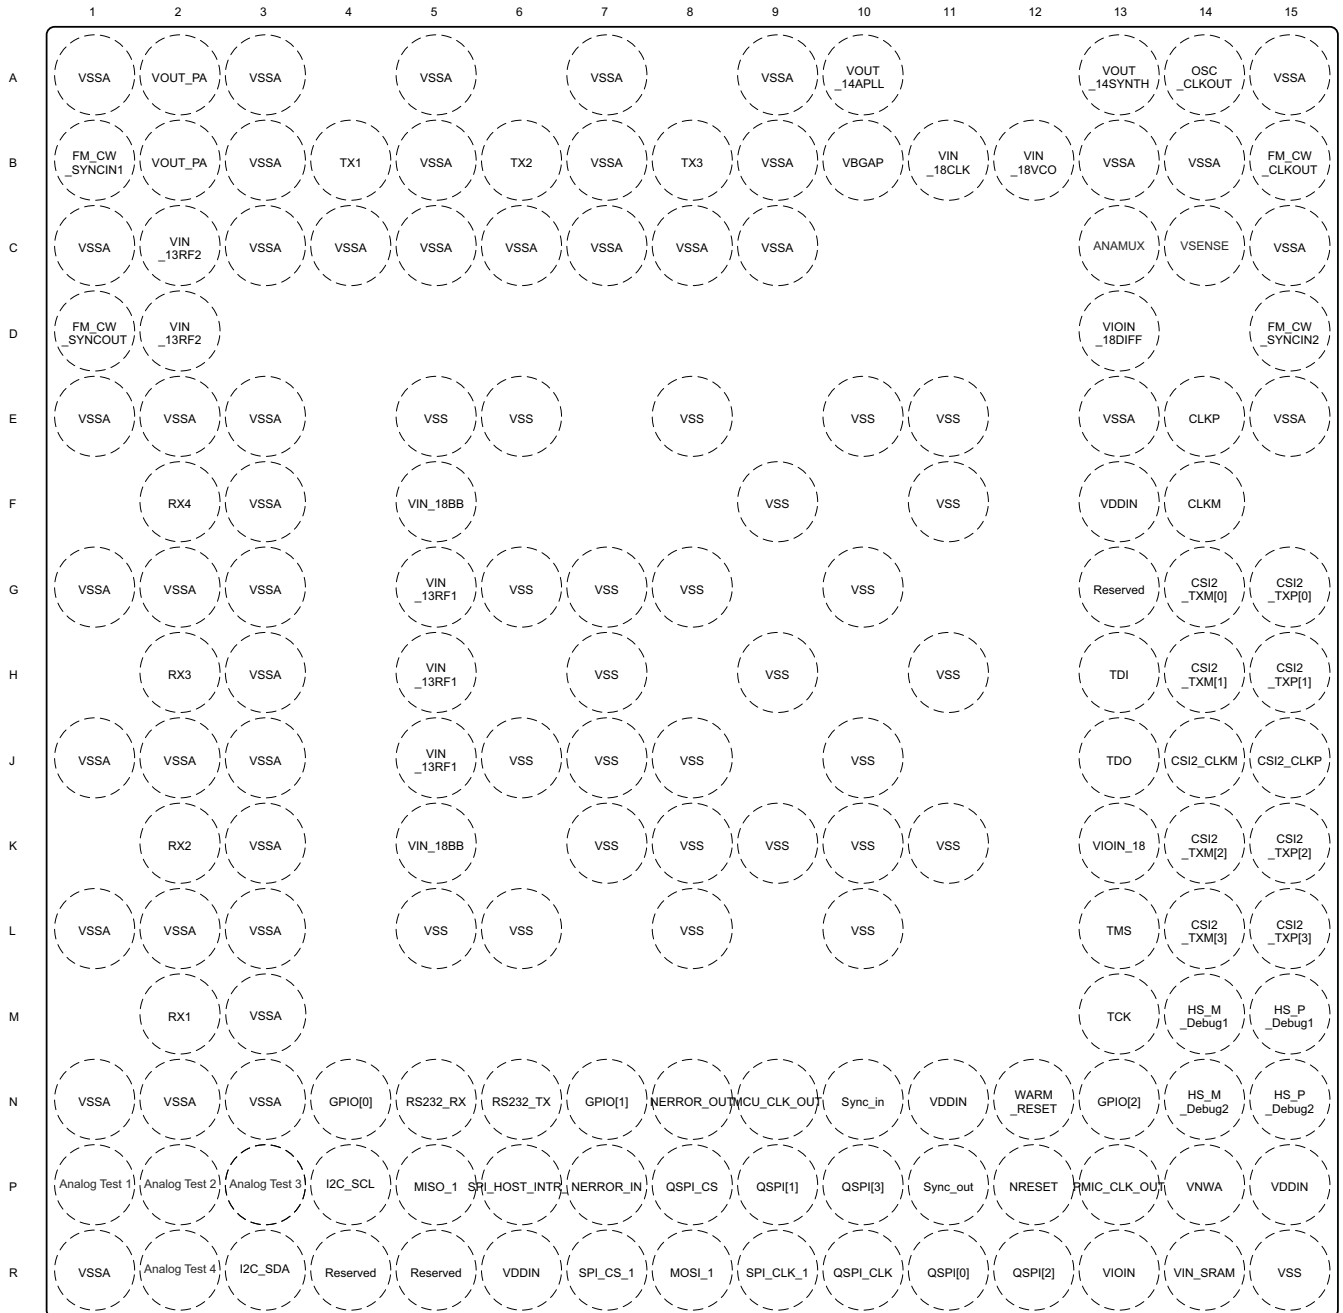 1 2 3 4 5 6 7 8 9 10 11 12 13 14 15
A VSSA VOUT_PA VSSA VSSA VSSA VSSA VOUT _14APLL VOUT _14SYNTH OSC _CLKOUT VSSA
B FM_CW _SYNCIN1 VOUT_PA VSSA TX1 VSSA TX2 VSSA TX3 VSSA VBGAP VIN _18CLK VIN _18VCO VSSA VSSA FM_CW _CLKOUT
C VSSA VIN _13RF2 VSSA VSSA VSSA VSSA VSSA VSSA VSSA ANAMUX VSENSE VSSA
D FM_CW _SYNCOUT VIN _13RF2 VIOIN _18DIFF FM_CW _SYNCIN2
E VSSA VSSA VSSA VSS VSS VSS VSS VSS VSSA CLKP VSSA
F RX4 VSSA VIN_18BB VSS VSS VDDIN CLKM
G VSSA VSSA VSSA VIN _13RF1 VSS VSS VSS VSS Reserved CSI2 _TXM[0] CSI2 _TXP[0]
H RX3 VSSA VIN _13RF1 VSS VSS VSS TDI CSI2 _TXM[1] CSI2 _TXP[1]
J VSSA VSSA VSSA VIN _13RF1 VSS VSS VSS VSS TDO CSI2_CLKM CSI2_CLKP
K RX2 VSSA VIN_18BB VSS VSS VSS VSS VSS VIOIN_18 CSI2 _TXM[2] CSI2 _TXP[2]
L VSSA VSSA VSSA VSS VSS VSS VSS TMS CSI2 _TXM[3] CSI2 _TXP[3]
M RX1 VSSA TCK HS_M _Debug1 HS_P _Debug1
N VSSA VSSA VSSA GPIO[0] RS232_RX RS232_TX GPIO[1] NERROR_OUT MCU_CLK_OUT Sync_in VDDIN WARM _RESET GPIO[2] HS_M _Debug2 HS_P _Debug2
P Analog Test 1 Analog Test 2 Analog Test 3 I2C_SCL MISO_1 SPI_HOST_INTR_ NERROR_IN QSPI_CS QSPI[1] QSPI[3] Sync_out NRESET PMIC_CLK_OUT VNWA VDDIN
R VSSA Analog Test 4 I2C_SDA Reserved Reserved VDDIN SPI_CS_1 MOSI_1 SPI_CLK_1 QSPI_CLK QSPI[0] QSPI[2] VIOIN VIN_SRAM VSS